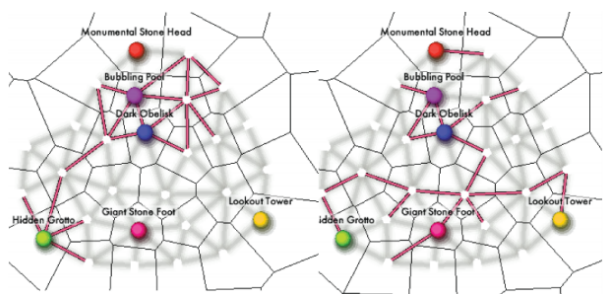 Monumental Stone Head
Bubbling Pool
Dark Obelisk
Hidden Grotto
Giant Stone Foot
Lookout Tower
Monumental Stone Head
Bubbling Pool
Dark Obelisk
idden Grotto
Giant Stone Foot
Lookout Tower